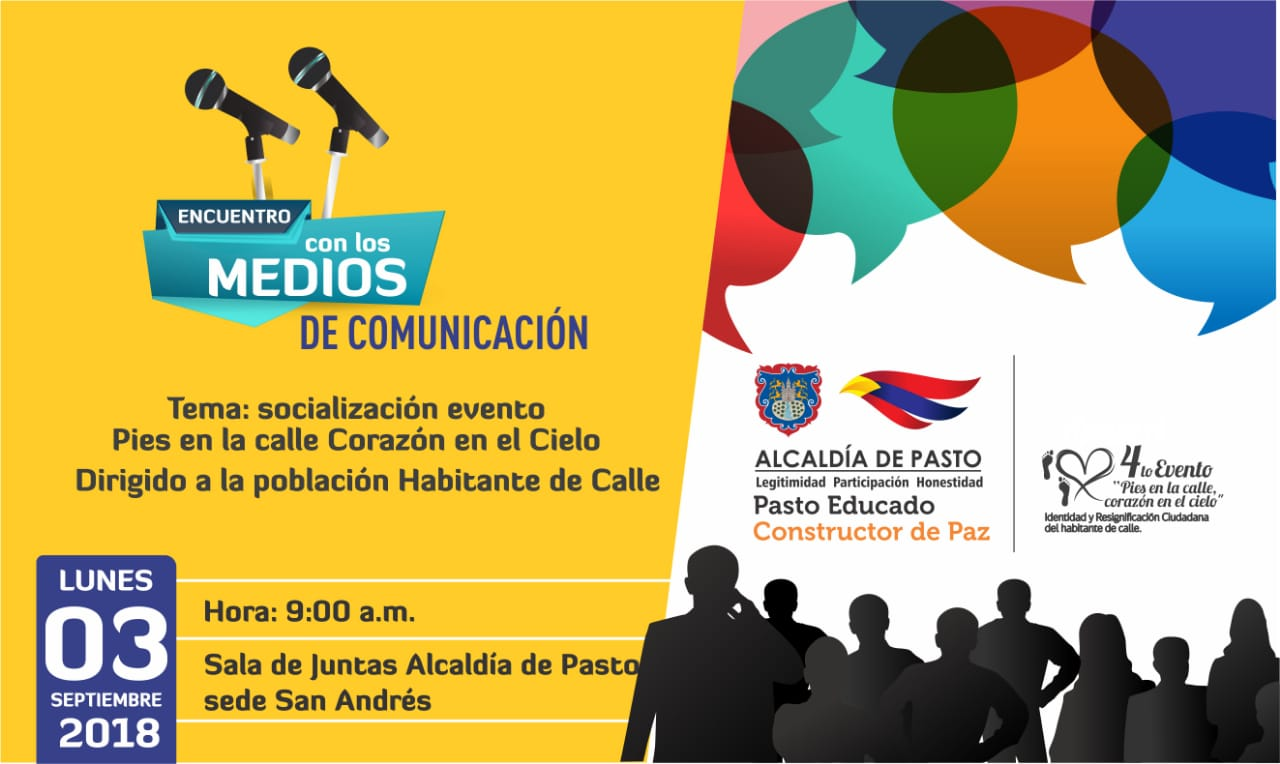 ENCUENTRO
con los
MEDIOS
DE COMUNICACIÓN
Tema: socialización evento
Pies en la calle Corazón en el Cielo
Dirigido a la población Habitante de Calle
LUNES
03
SEPTIEMBRE
2018
Hora: 9:00 a.m.
Sala de Juntas Alcaldía de Pasto
sede San Andrés
ALCALDÍA DE PASTO
Legitimidad Participación Honestidad
Pasto Educado
Constructor de Paz
4 to Evento
"Pies en la calle,
corazón en el cielo"
Identidad y Resignificación Ciudadana
del habitante de calle.